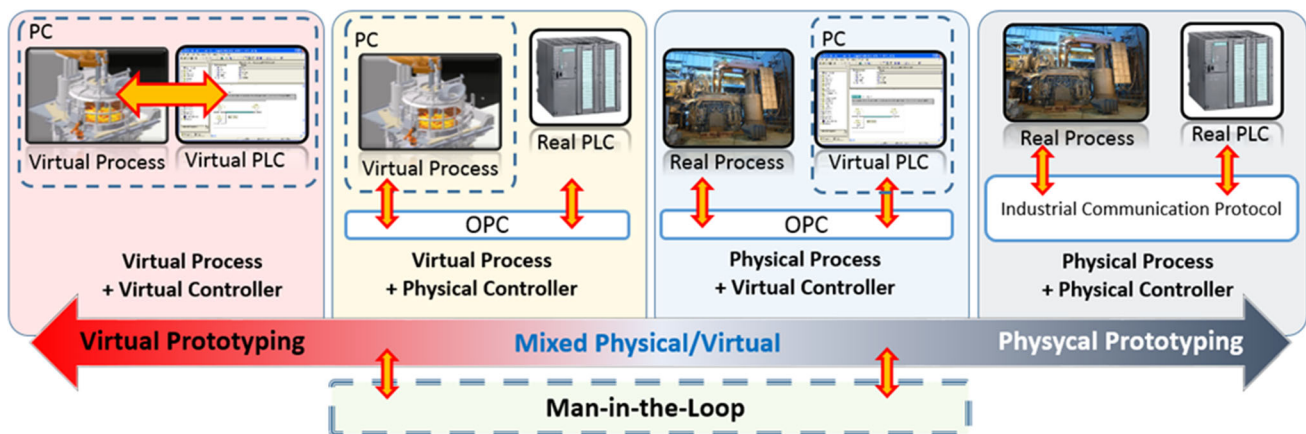 PC
Virtual Process
Virtual PLC
Virtual Process
+ Virtual Controller
PC
Virtual Process
Real PLC
OPC
Virtual Process
+ Physical Controller
Real Process
PC
Virtual PLC
OPC
Physical Process
+ Virtual Controller
Real Process
Real PLC
Industrial Communication Protocol
Physical Process
+ Physical Controller
Virtual Prototyping
Mixed Physical/Virtual
Physycal Prototyping
Man-in-the-Loop